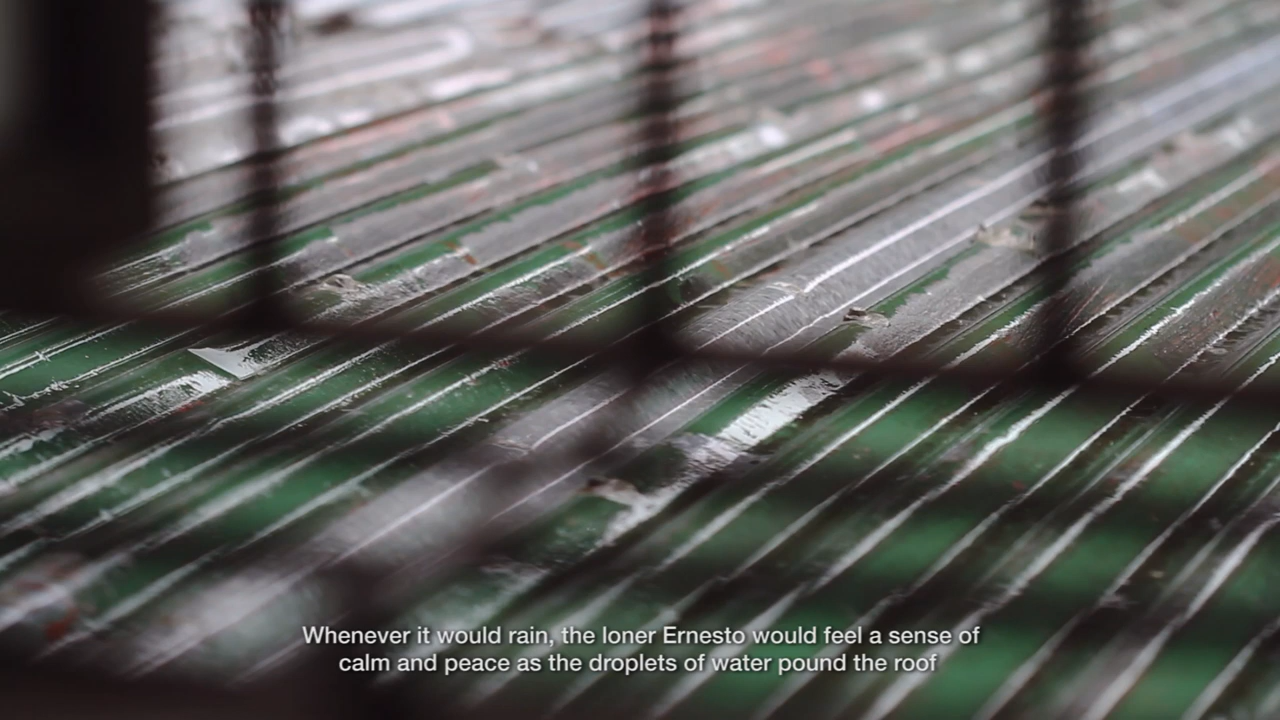 Whenever it would rain, the loner Ernesto would feel a sense of
calm and peace as the droplets of water pound the roof